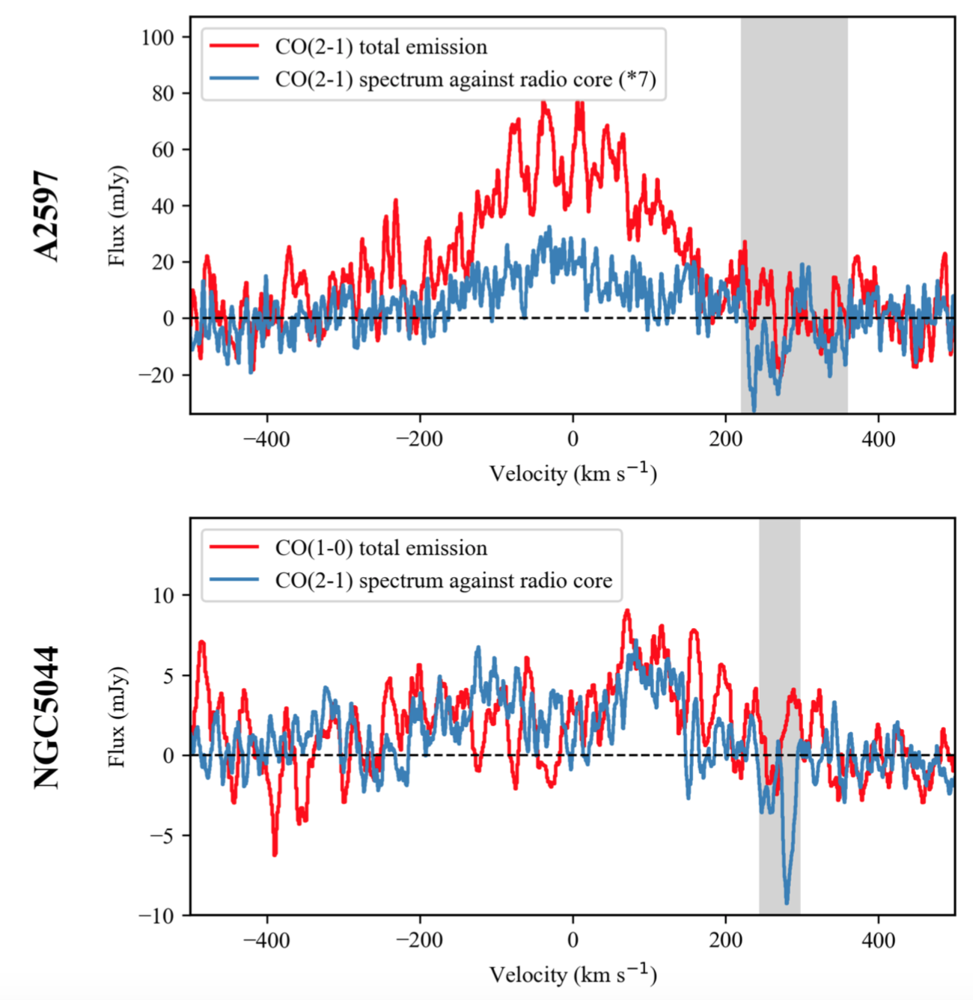 A2597
Flux (mJy)
100
80
60
40
20
0
−20
CO(2-1) total emission
CO(2-1) spectrum against radio core (*7)
−400 −200 0 200 400
Velocity (km s⁻¹)
NGC5044
Flux (mJy)
10
5
0
−5
−10
CO(1-0) total emission
CO(2-1) spectrum against radio core
−400 −200 0 200 400
Velocity (km s⁻¹)